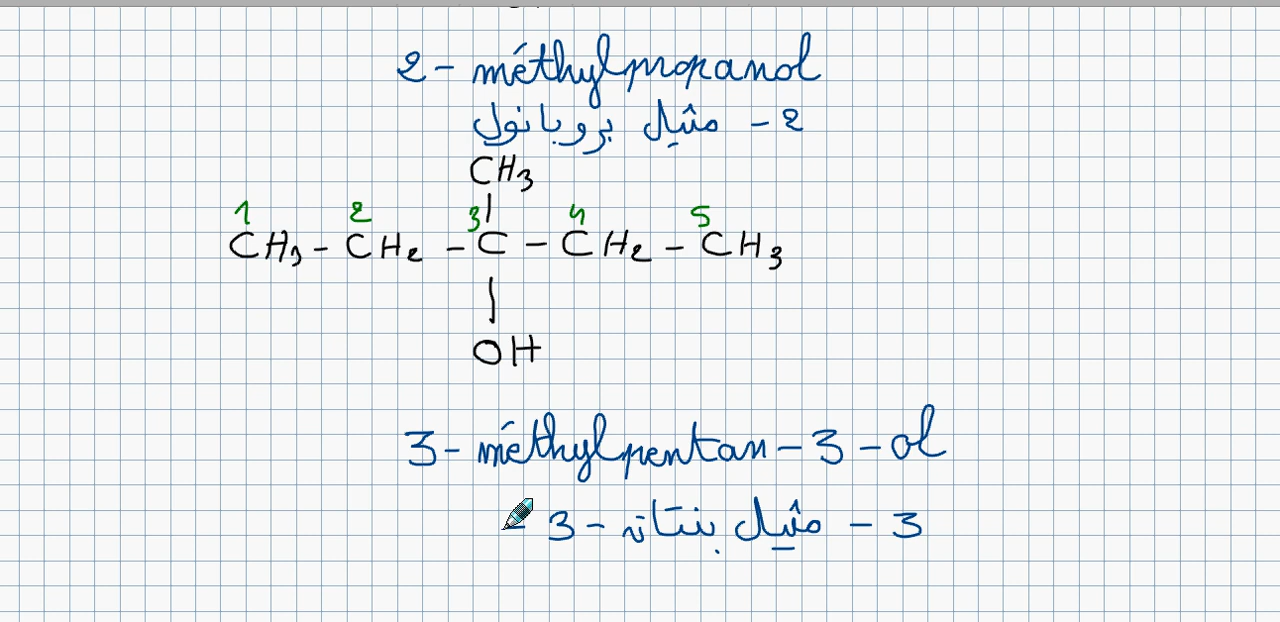 2 - méthylpropanol
2 - مثيل بروبانول
CH3
1 2 3 4 5
CH3 - CH2 - C - CH2 - CH3
OH
3 - méthylpentan - 3 - ol
3 - مثيل بنتانه - 3 -